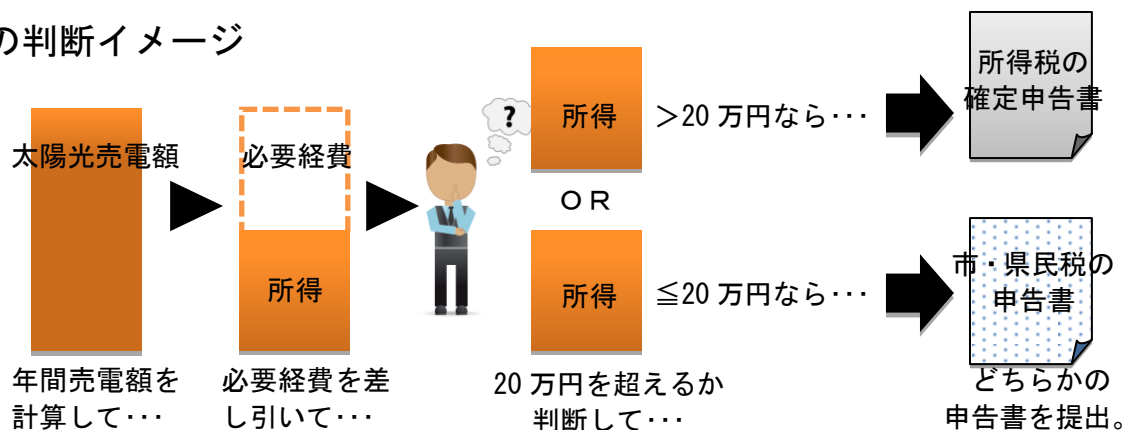 の判断イメージ
太陽光売電額
年間売電額を
計算して･･･
必要経費
所得
必要経費を差
し引いて･･･
?
所得
>20 万円なら･･･
ＯＲ
所得
≦20 万円なら･･･
20 万円を超えるか
判断して･･･
所得税の
確定申告書
市・県民税の
申告書
どちらかの
申告書を提出。